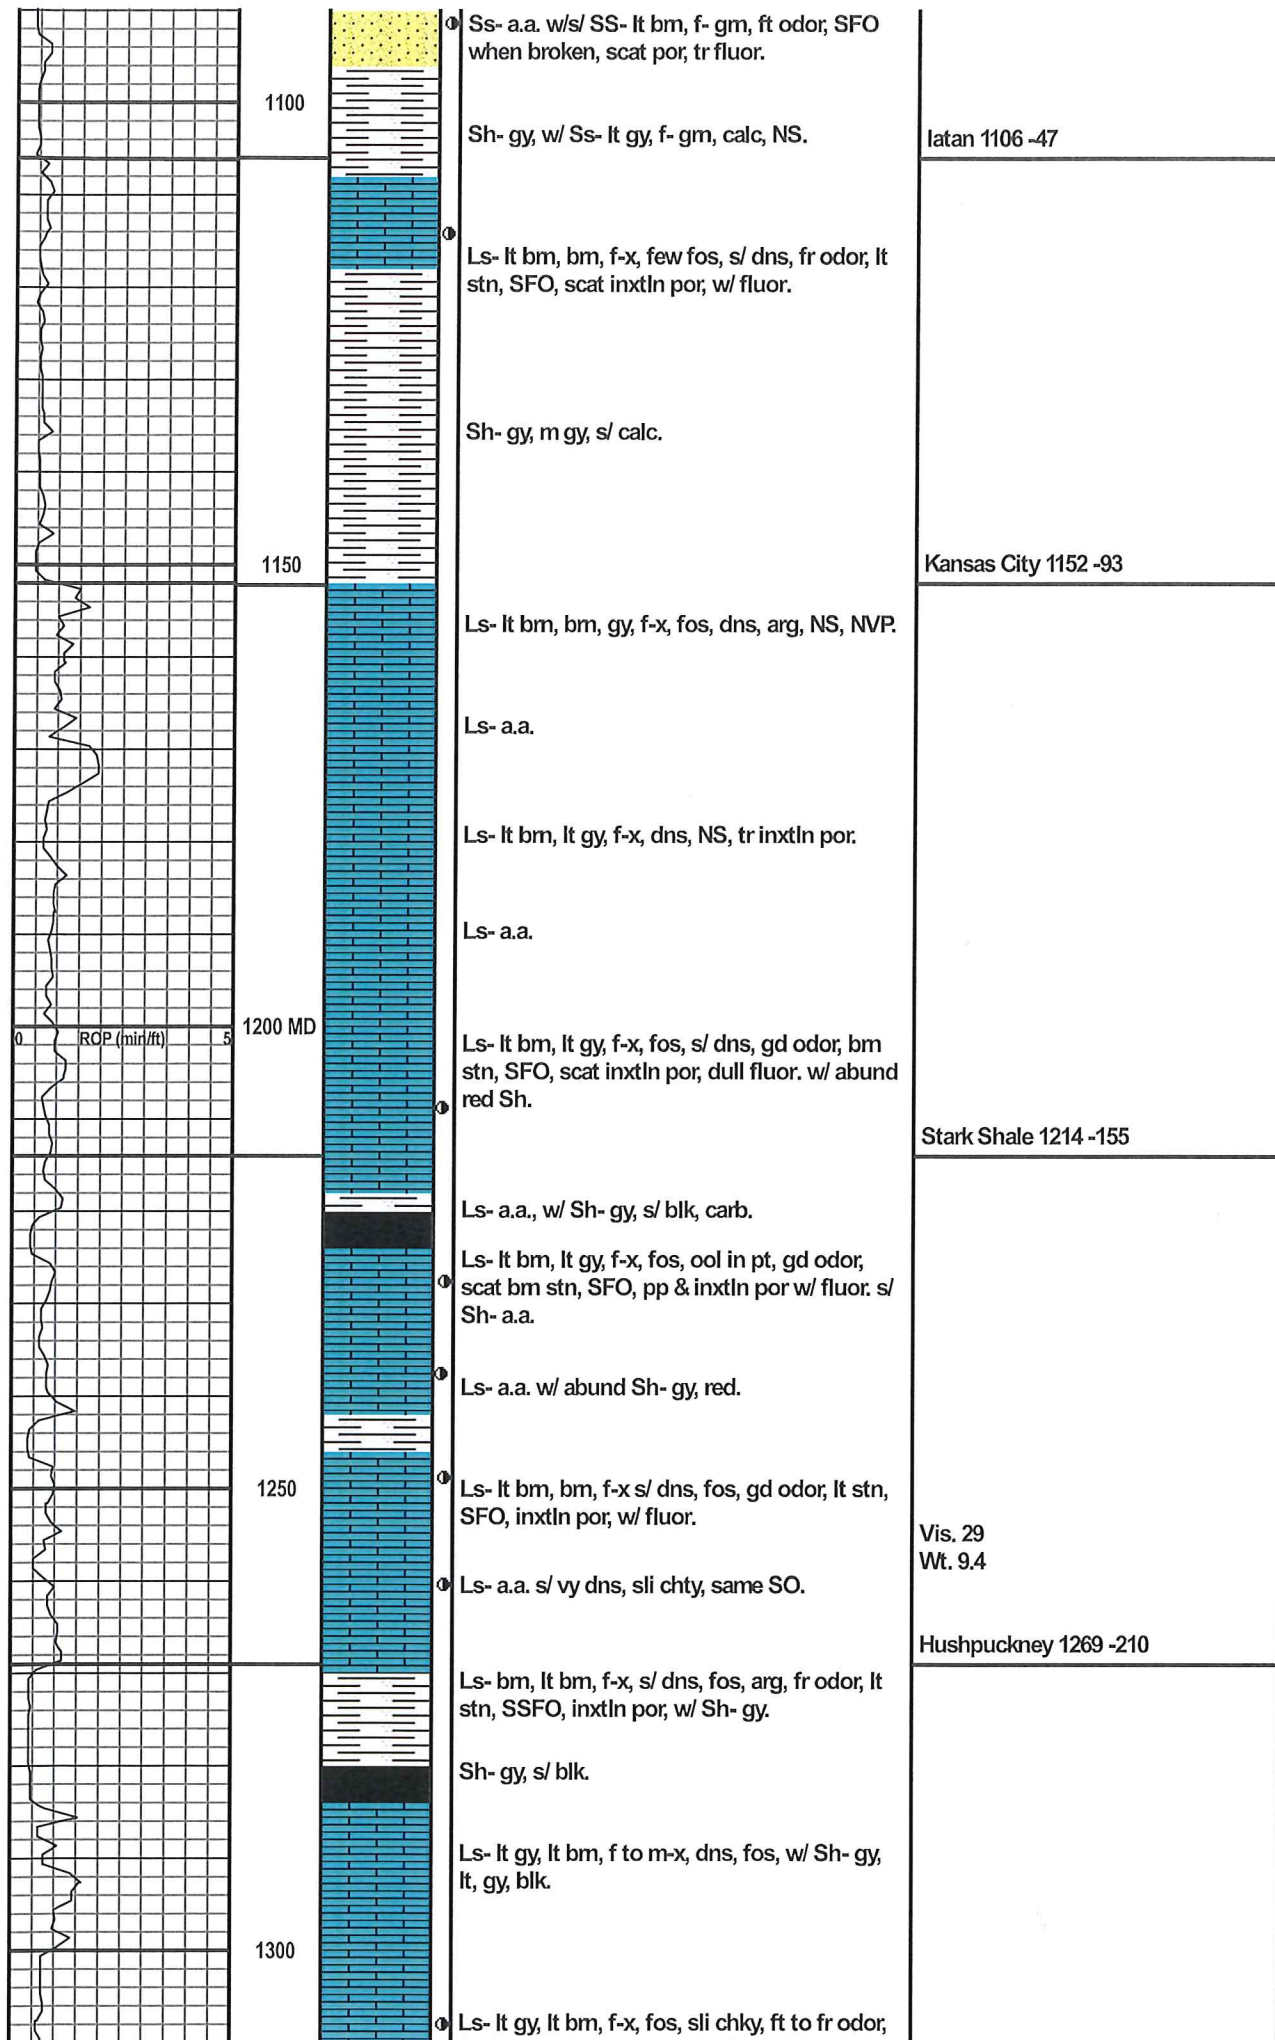 Ss- a.a. w/s/ SS- lt brn, f- grn, ft odor, SFO
when broken, scat por, tr fluor.
1100
Sh- gy, w/ Ss- lt gy, f- grn, calc, NS.
Iatan 1106 -47
Ls- lt brn, brn, f-x, few fos, s/ dns, fr odor, lt
stn, SFO, scat inxtln por, w/ fluor.
Sh- gy, m gy, s/ calc.
1150
Kansas City 1152 -93
Ls- lt brn, brn, gy, f-x, fos, dns, arg, NS, NVP.
Ls- a.a.
Ls- lt brn, lt gy, f-x, dns, NS, tr inxtln por.
Ls- a.a.
1200 MD
0 ROP (min/ft) 5
Ls- lt brn, lt gy, f-x, fos, s/ dns, gd odor, brn
stn, SFO, scat inxtln por, dull fluor. w/ abund
red Sh.
Stark Shale 1214 -155
Ls- a.a., w/ Sh- gy, s/ blk, carb.
Ls- lt brn, lt gy, f-x, fos, ool in pt, gd odor,
scat brn stn, SFO, pp & inxtln por w/ fluor. s/
Sh- a.a.
Ls- a.a. w/ abund Sh- gy, red.
1250
Ls- lt brn, brn, f-x s/ dns, fos, gd odor, lt stn,
SFO, inxtln por, w/ fluor.
Vis. 29
Wt. 9.4
Ls- a.a. s/ vy dns, sli chty, same SO.
Hushpuckney 1269 -210
Ls- brn, lt brn, f-x, s/ dns, fos, arg, fr odor, lt
stn, SSFO, inxtln por, w/ Sh- gy.
Sh- gy, s/ blk.
Ls- lt gy, lt brn, f to m-x, dns, fos, w/ Sh- gy,
lt, gy, blk.
1300
Ls- lt gy, lt brn, f-x, fos, sli chky, ft to fr odor,